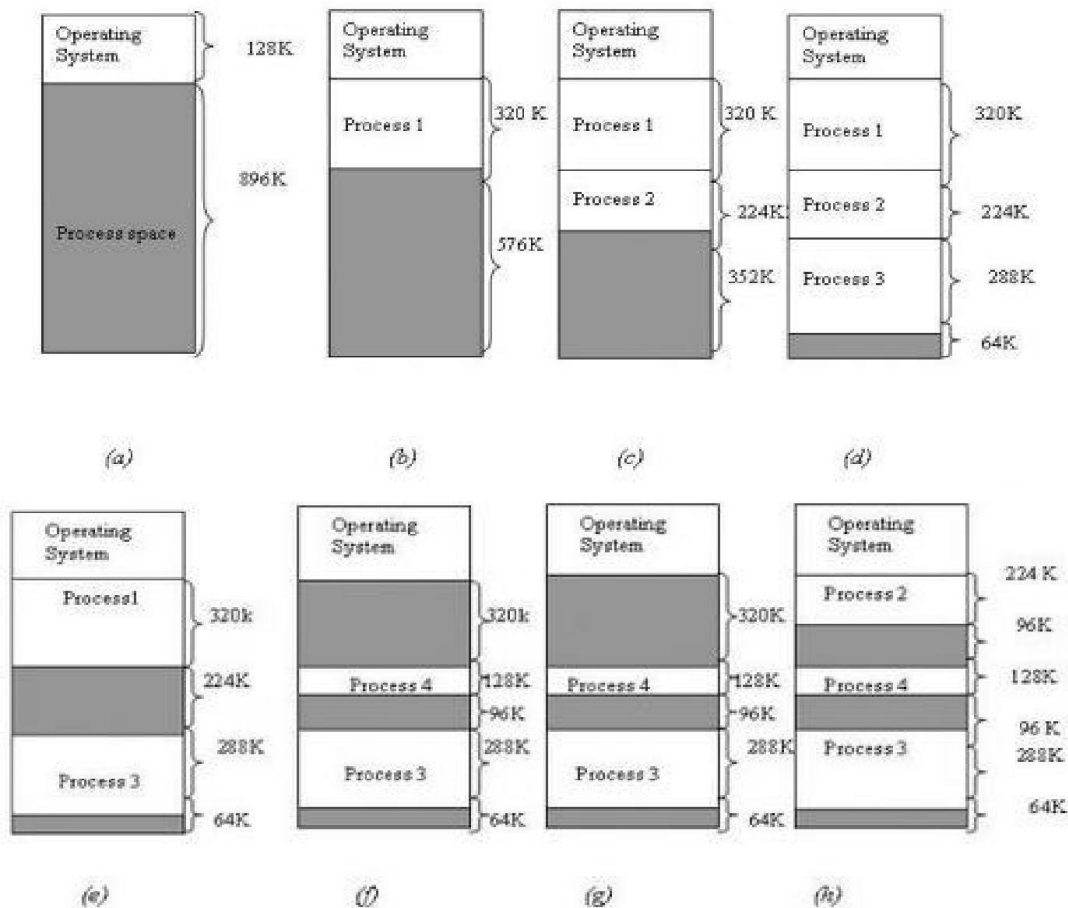 Operating
System
128K
896K
Process space
(a)
Operating
System
Process 1
320 K
576K
(b)
Operating
System
Process 1
320 K
Process 2
224K
352K
(c)
Operating
System
Process 1
320K
Process 2
224K
Process 3
288K
64K
(d)
Operating
System
Process1
320k
224K
288K
Process 3
64K
(e)
Operating
System
320k
Process 4
128K
96K
288K
Process 3
64K
(f)
Operating
System
320K
Process 4
128K
96K
288K
Process 3
64K
(g)
Operating
System
224 K
Process 2
96K
128K
Process 4
96 K
Process 3
288K
64K
(h)